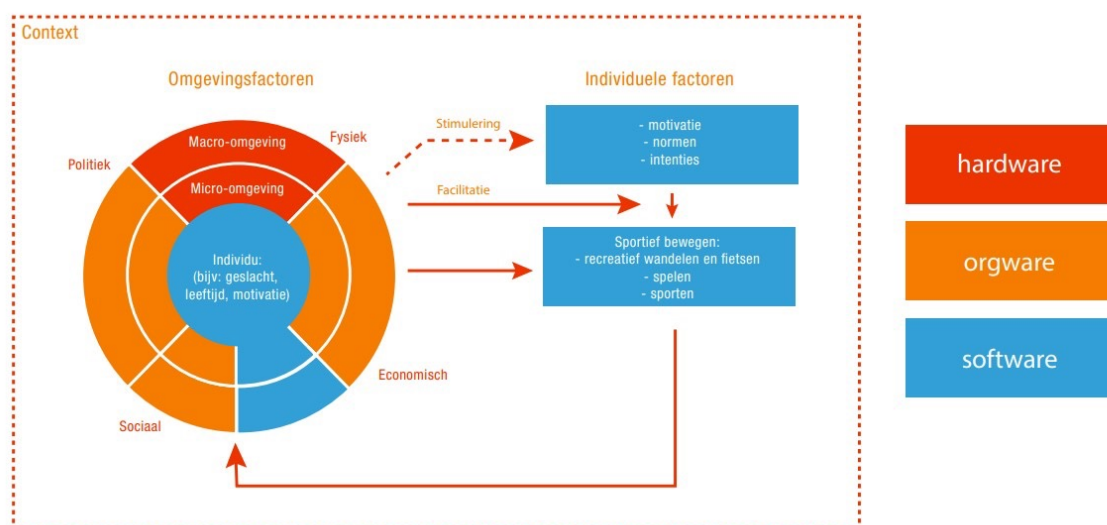 Context
Omgevingsfactoren
Individuele factoren
Politiek
Macro-omgeving
Fysiek
Micro-omgeving
Individu:
(bijv: geslacht,
leeftijd, motivatie)
Economisch
Sociaal
Stimulering
Facilitatie
- motivatie
- normen
- intenties
Sportief bewegen:
- recreatief wandelen en fietsen
- spelen
- sporten
hardware
orgware
software